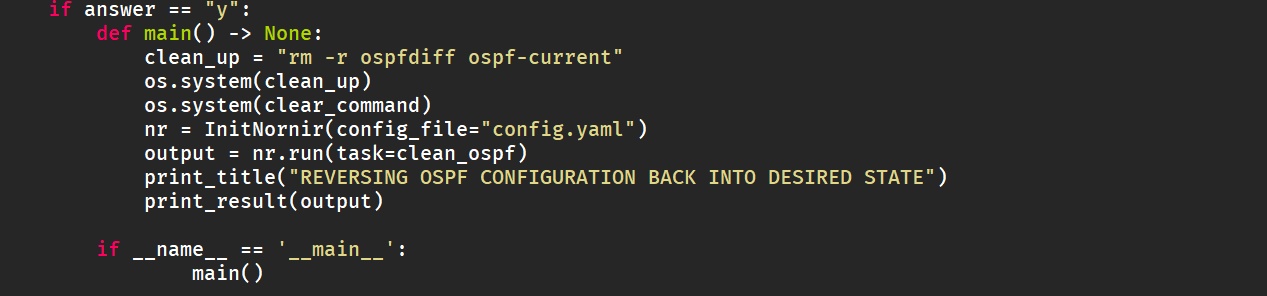 if answer == "y":
    def main() -> None:
        clean_up = "rm -r ospfdiff ospf-current"
        os.system(clean_up)
        os.system(clear_command)
        nr = InitNornir(config_file="config.yaml")
        output = nr.run(task=clean_ospf)
        print_title("REVERSING OSPF CONFIGURATION BACK INTO DESIRED STATE")
        print_result(output)

    if __name__ == '__main__':
            main()